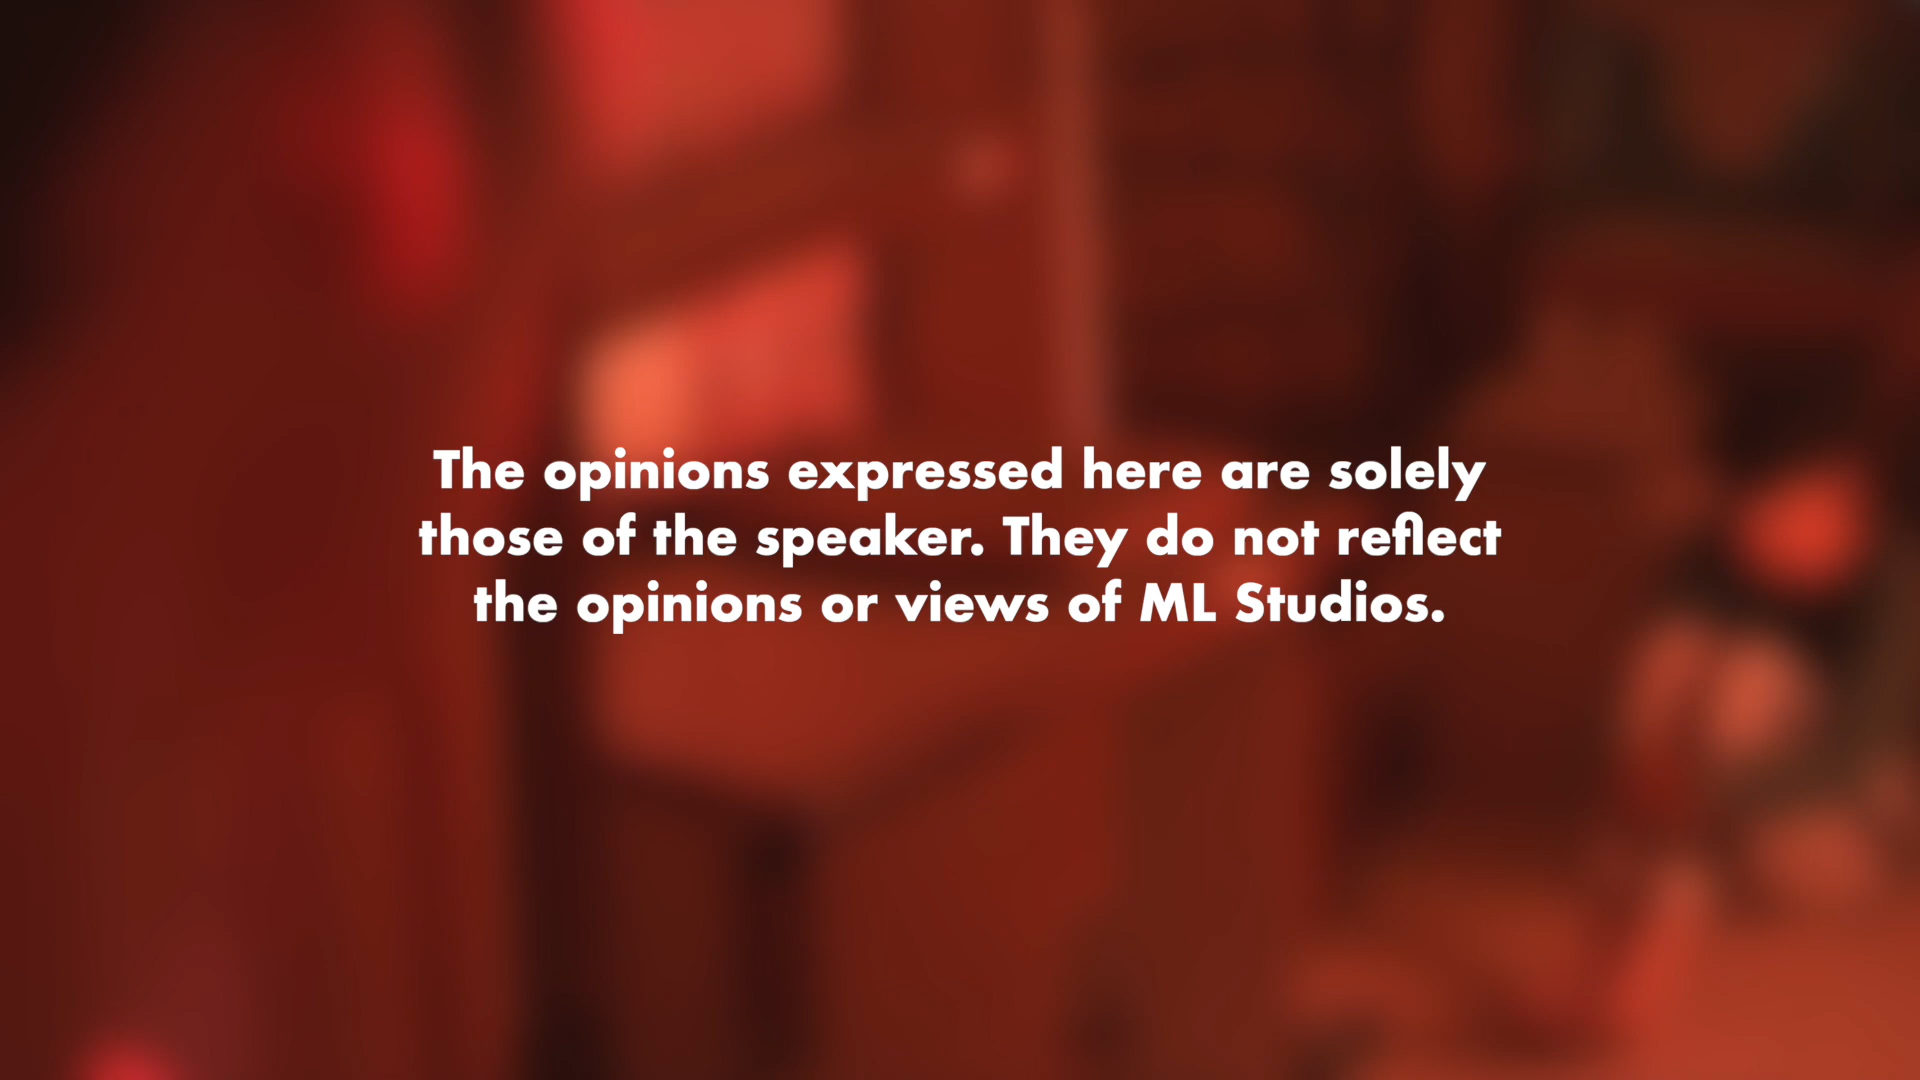 The opinions expressed here are solely
those of the speaker. They do not reflect
the opinions or views of ML Studios.